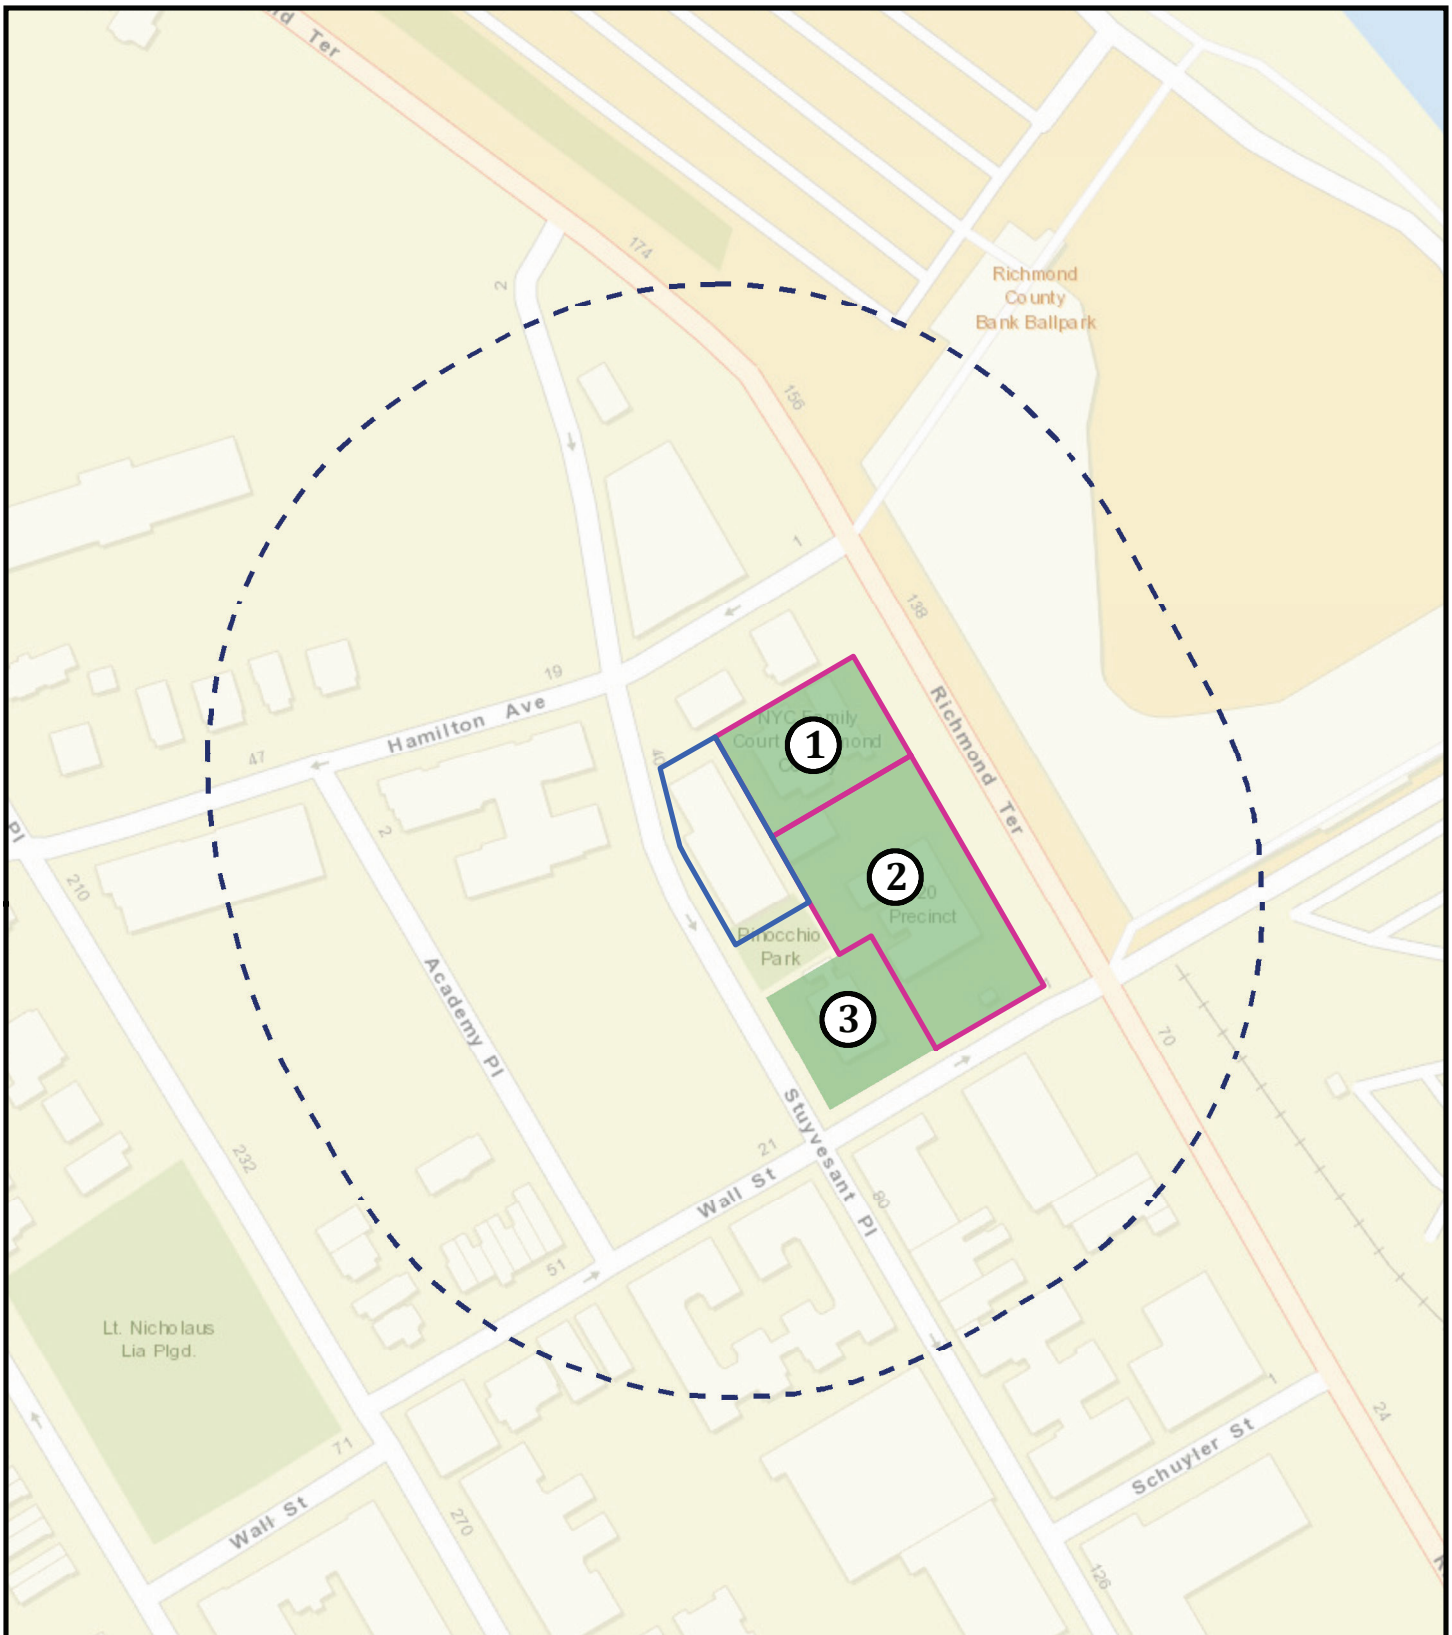 Ter
2
174
Richmond
County
Bank Ballpark
156
1
138
19
Hamilton Ave
47
40
NYC Family
1
Richmond Ter
Pl
2
210
2
Precinct
Pinocchio
Park
Academy Pl
3
70
232
21
Stuyvesant Pl
Wall St
80
51
Lt. Nicholaus
Lia Plgd.
1
24
71
Schuyler St
Wall St
270
126